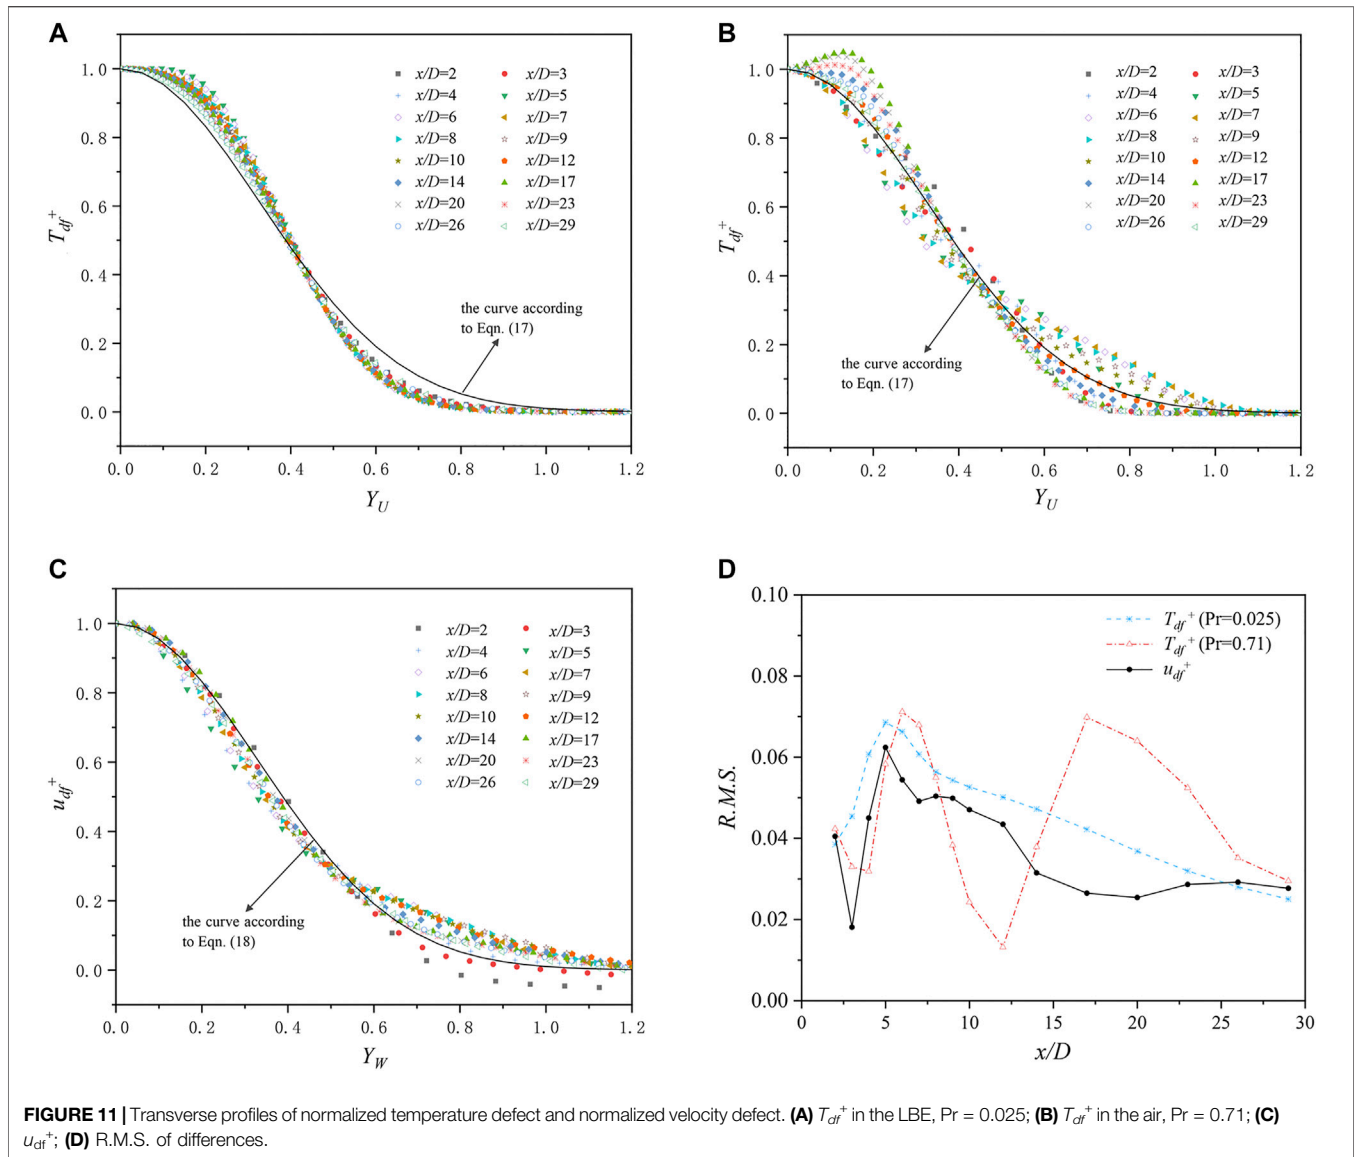 A
1.0
0.8
0.6
0.4
0.2
0.0
T_df^+
x/D=2 x/D=3
x/D=4 x/D=5
x/D=6 x/D=7
x/D=8 x/D=9
x/D=10 x/D=12
x/D=14 x/D=17
x/D=20 x/D=23
x/D=26 x/D=29
the curve according
to Eqn. (17)
0.0 0.2 0.4 0.6 0.8 1.0 1.2
Y_U
B
1.0
0.8
0.6
0.4
0.2
0.0
T_df^+
x/D=2 x/D=3
x/D=4 x/D=5
x/D=6 x/D=7
x/D=8 x/D=9
x/D=10 x/D=12
x/D=14 x/D=17
x/D=20 x/D=23
x/D=26 x/D=29
the curve according
to Eqn. (17)
0.0 0.2 0.4 0.6 0.8 1.0 1.2
Y_U
C
1.0
0.8
0.6
0.4
0.2
0.0
u_df^+
x/D=2 x/D=3
x/D=4 x/D=5
x/D=6 x/D=7
x/D=8 x/D=9
x/D=10 x/D=12
x/D=14 x/D=17
x/D=20 x/D=23
x/D=26 x/D=29
the curve according
to Eqn. (18)
0.0 0.2 0.4 0.6 0.8 1.0 1.2
Y_W
D
0.10
0.08
0.06
0.04
0.02
0.00
R.M.S.
T_df^+ (Pr=0.025)
T_df^+ (Pr=0.71)
u_df^+
0 5 10 15 20 25 30
x/D
FIGURE 11 | Transverse profiles of normalized temperature defect and normalized velocity defect. (A) T_df^+ in the LBE, Pr = 0.025; (B) T_df^+ in the air, Pr = 0.71; (C)
u_df^+; (D) R.M.S. of differences.